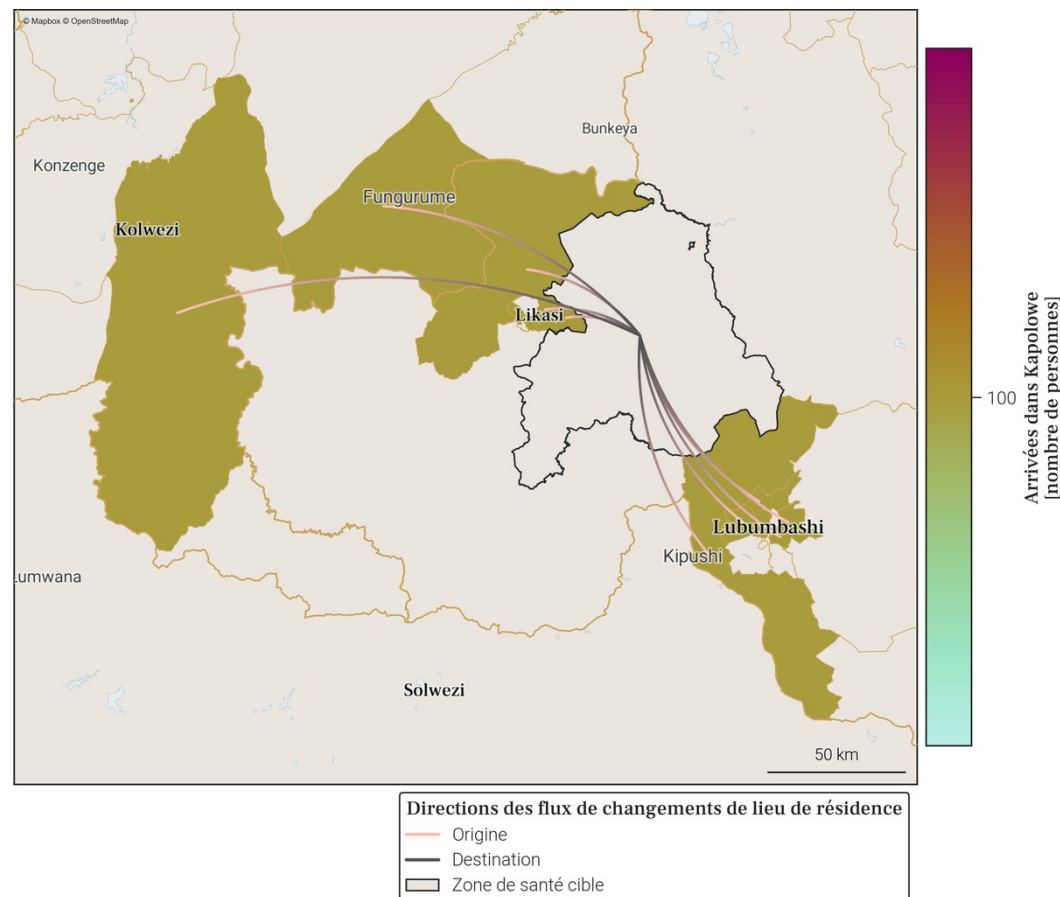 © Mapbox © OpenStreetMap
Bunkeya
Konzenge
Fungurume
Kolwezi
Likasi
100
Arrivées dans Kapolowe
[nombre de personnes]
Lubumbashi
Kipushi
Lumwana
Solwezi
50 km
Directions des flux de changements de lieu de résidence
Origine
Destination
Zone de santé cible